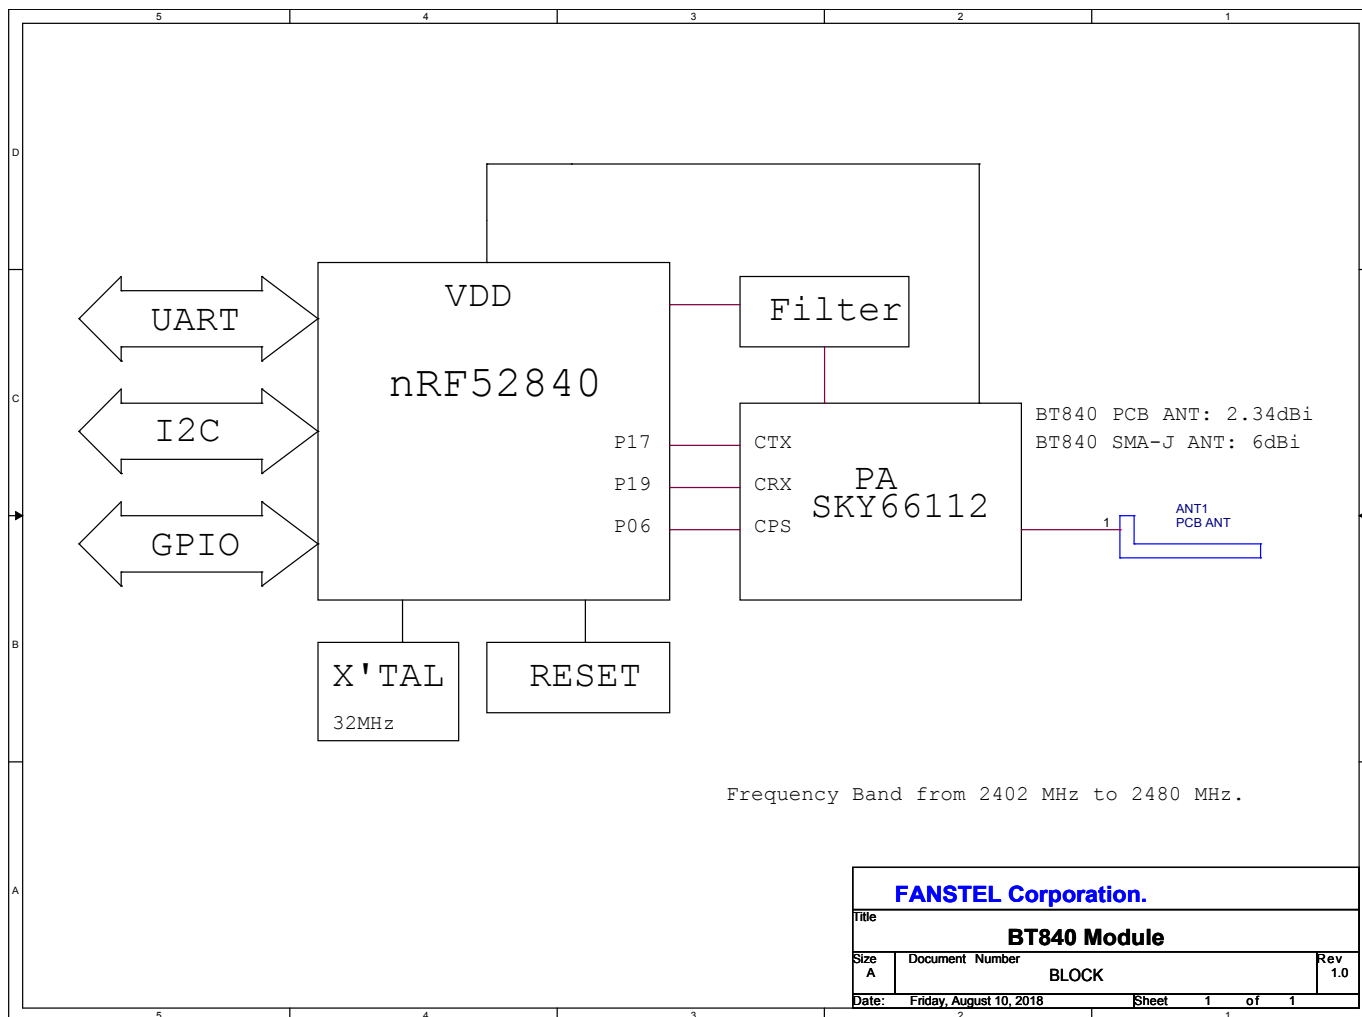 5 4 3 2 1
D
VDD
UART
Filter
nRF52840
C
I2C
BT840 PCB ANT: 2.34dBi
BT840 SMA-J ANT: 6dBi
P17 CTX
PA
P19 CRX
SKY66112
P06 CPS
1
ANT1
PCB ANT
GPIO
B
X'TAL
32MHz
RESET
Frequency Band from 2402 MHz to 2480 MHz.
A
FANSTEL Corporation.
Title
BT840 Module
Size Document Number Rev
A BLOCK 1.0
Date: Friday, August 10, 2018 Sheet 1 of 1
5 4 3 2 1